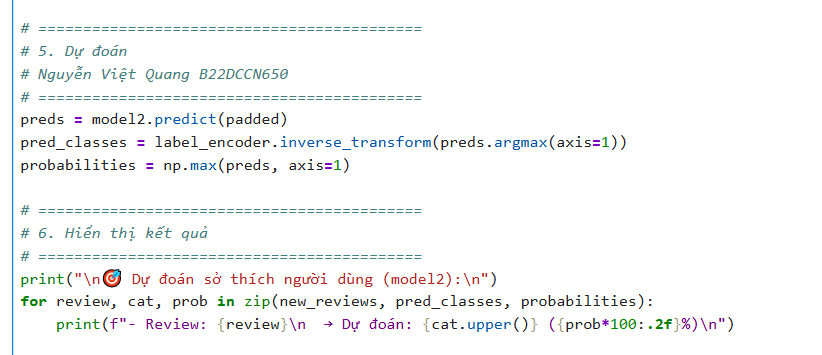 # ===========================================
# 5. Dự đoán
# Nguyễn Việt Quang B22DCCN650
# ===========================================
preds = model2.predict(padded)
pred_classes = label_encoder.inverse_transform(preds.argmax(axis=1))
probabilities = np.max(preds, axis=1)
# ===========================================
# 6. Hiển thị kết quả
# ===========================================
print("\n🎯 Dự đoán sở thích người dùng (model2):\n")
for review, cat, prob in zip(new_reviews, pred_classes, probabilities):
    print(f"- Review: {review}\n  → Dự đoán: {cat.upper()} ({prob*100:.2f}%)\n")